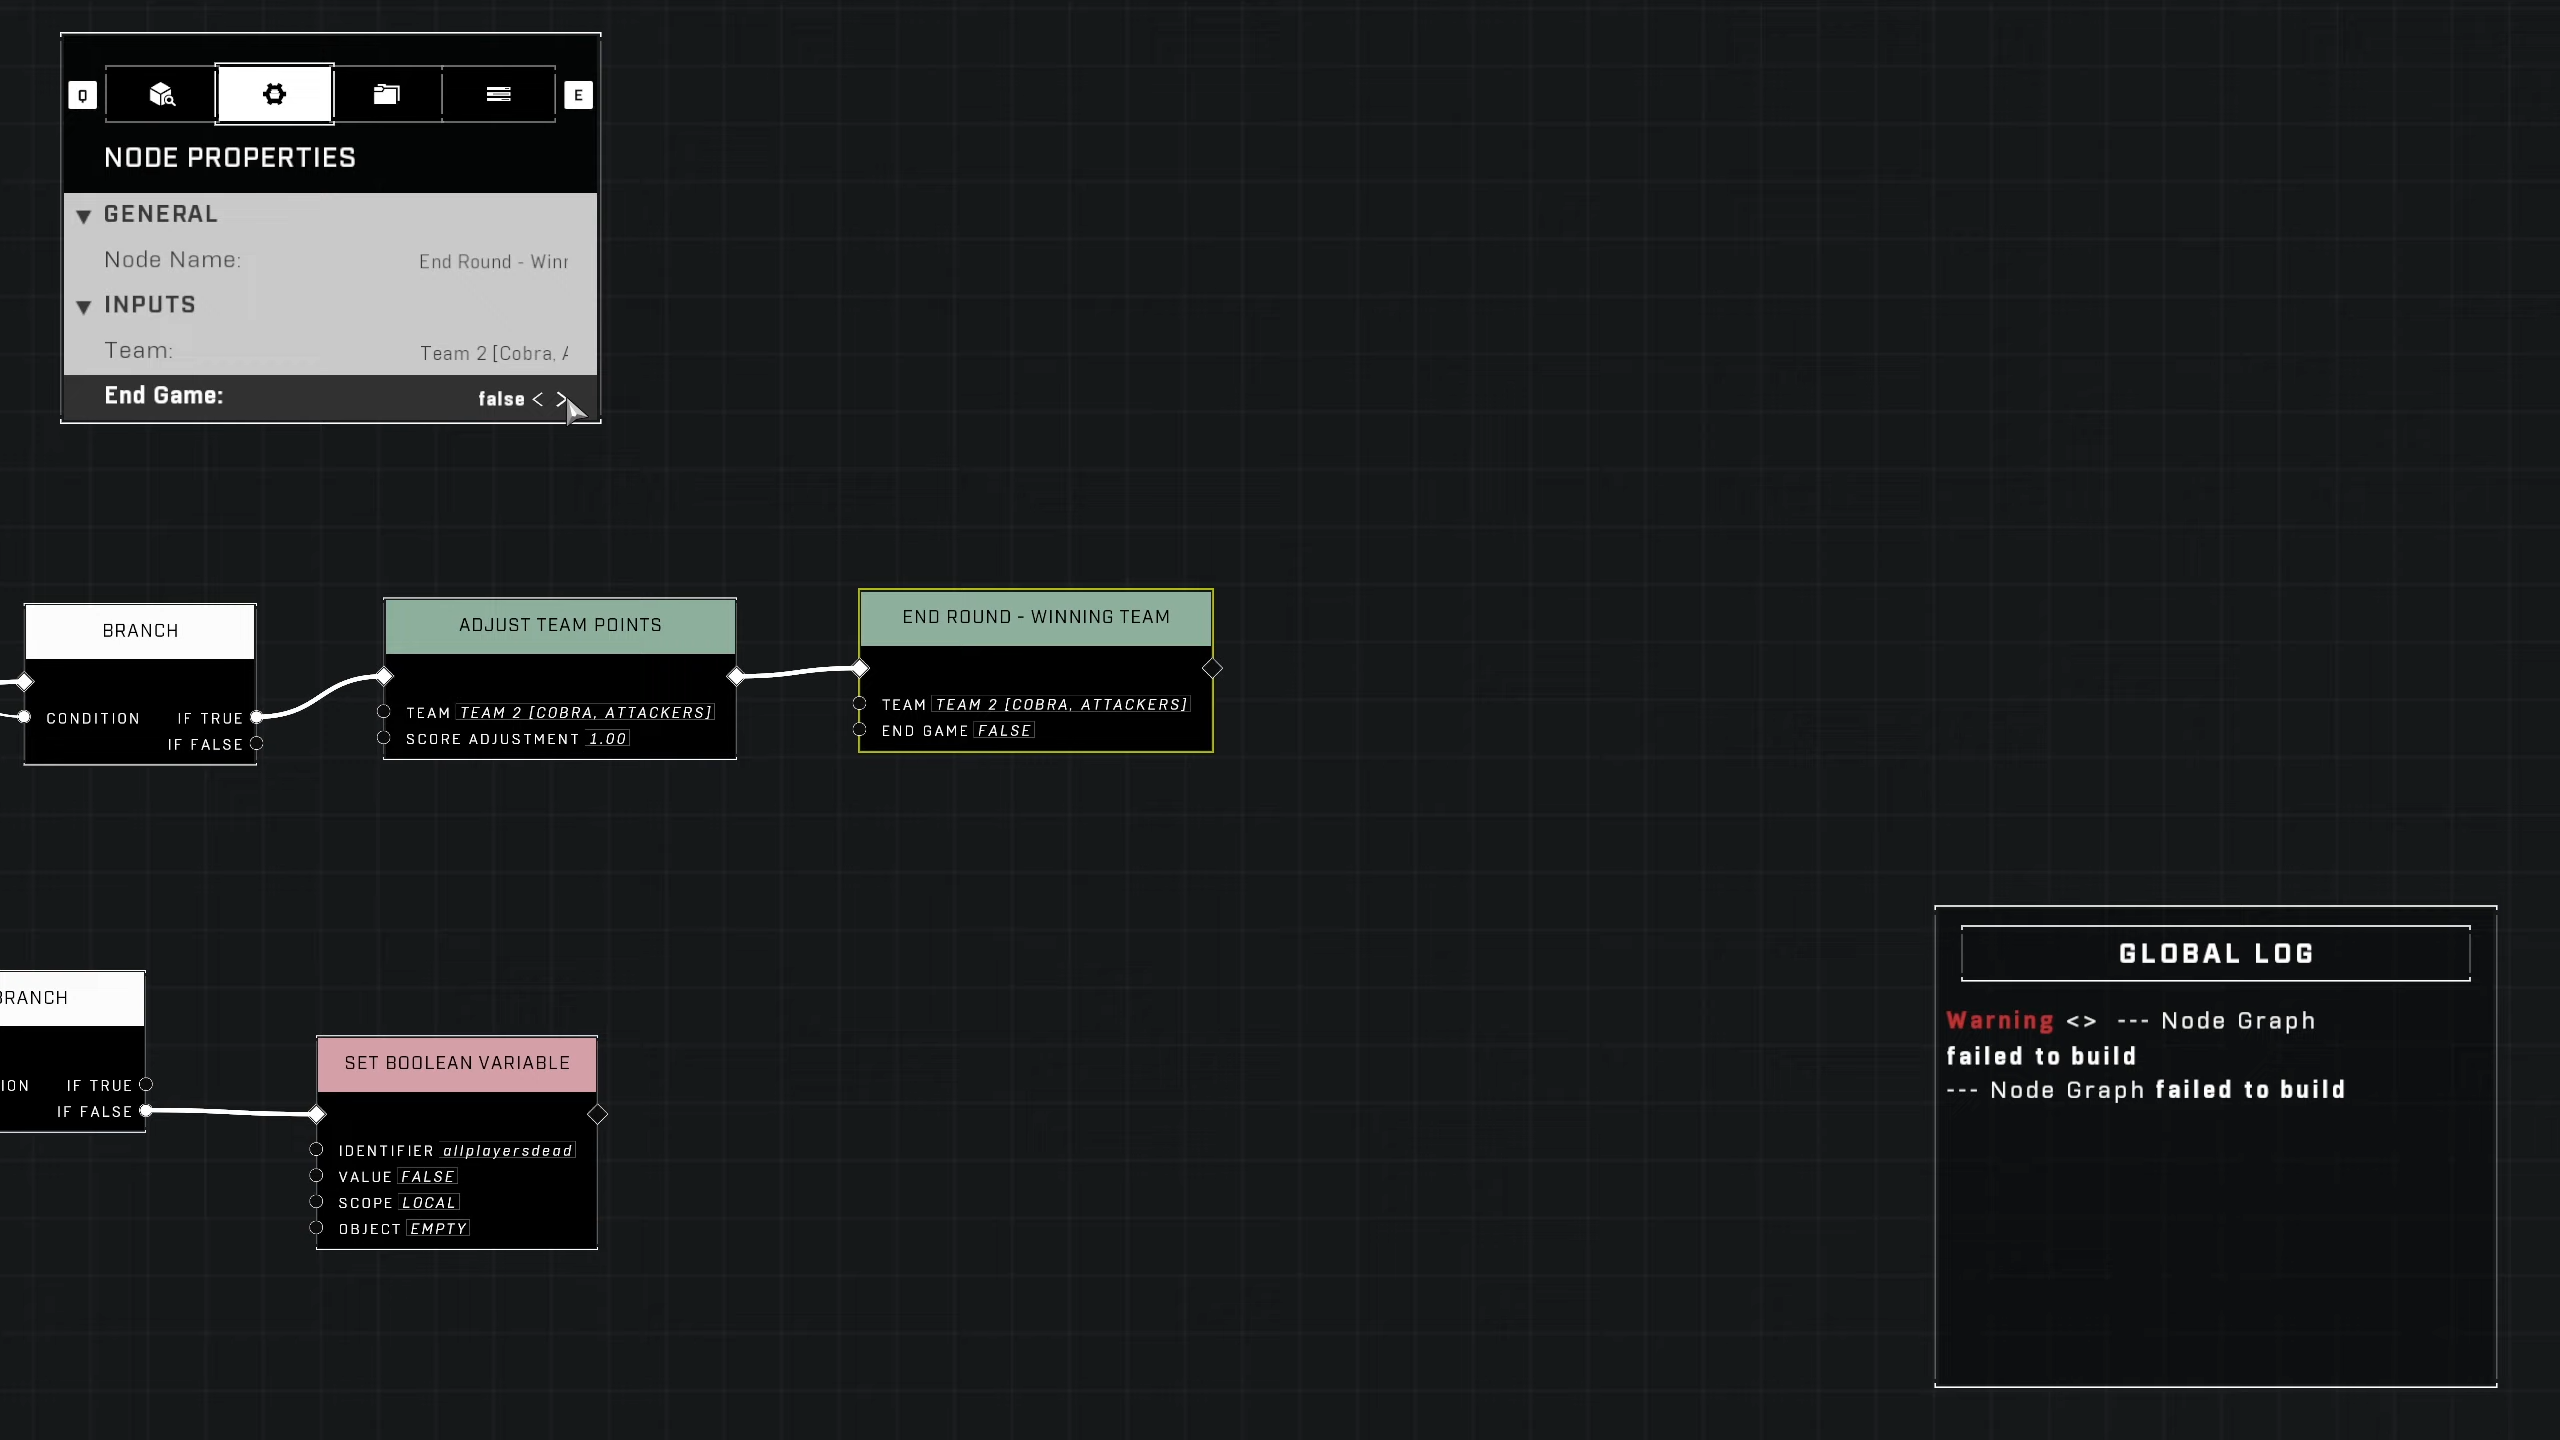 Q
E
NODE PROPERTIES
GENERAL
Node Name: End Round - Winr
INPUTS
Team: Team 2 [Cobra, A
End Game: false < >
BRANCH
CONDITION IF TRUE
IF FALSE
ADJUST TEAM POINTS
TEAM TEAM 2 [COBRA, ATTACKERS]
SCORE ADJUSTMENT 1.00
END ROUND - WINNING TEAM
TEAM TEAM 2 [COBRA, ATTACKERS]
END GAME FALSE
BRANCH
ION IF TRUE
IF FALSE
SET BOOLEAN VARIABLE
IDENTIFIER allplayersdead
VALUE FALSE
SCOPE LOCAL
OBJECT EMPTY
GLOBAL LOG
Warning <> --- Node Graph
failed to build
--- Node Graph failed to build